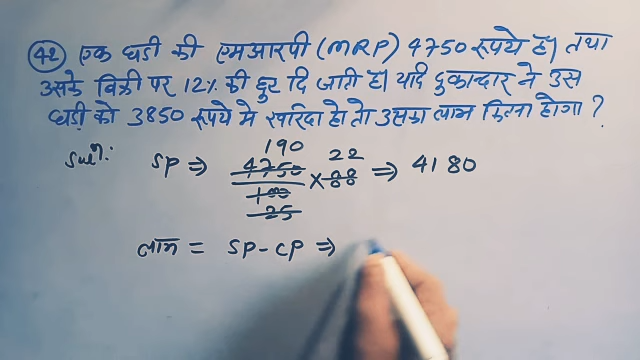 42 एक घडी की एमआरपी (MRP) 4750 रूपये है। तथा
उसके बिक्री पर 12% की छूट दि जाती है। यदि दुकानदार ने उस
घडी को 3850 रूपये मे खरिदा हो तो उसका लाभ कितना होगा ?
190
Solⁿ: SP ⇒ 4750/100 × 88 ⇒ 4180
22
25
लाभ = SP - CP ⇒